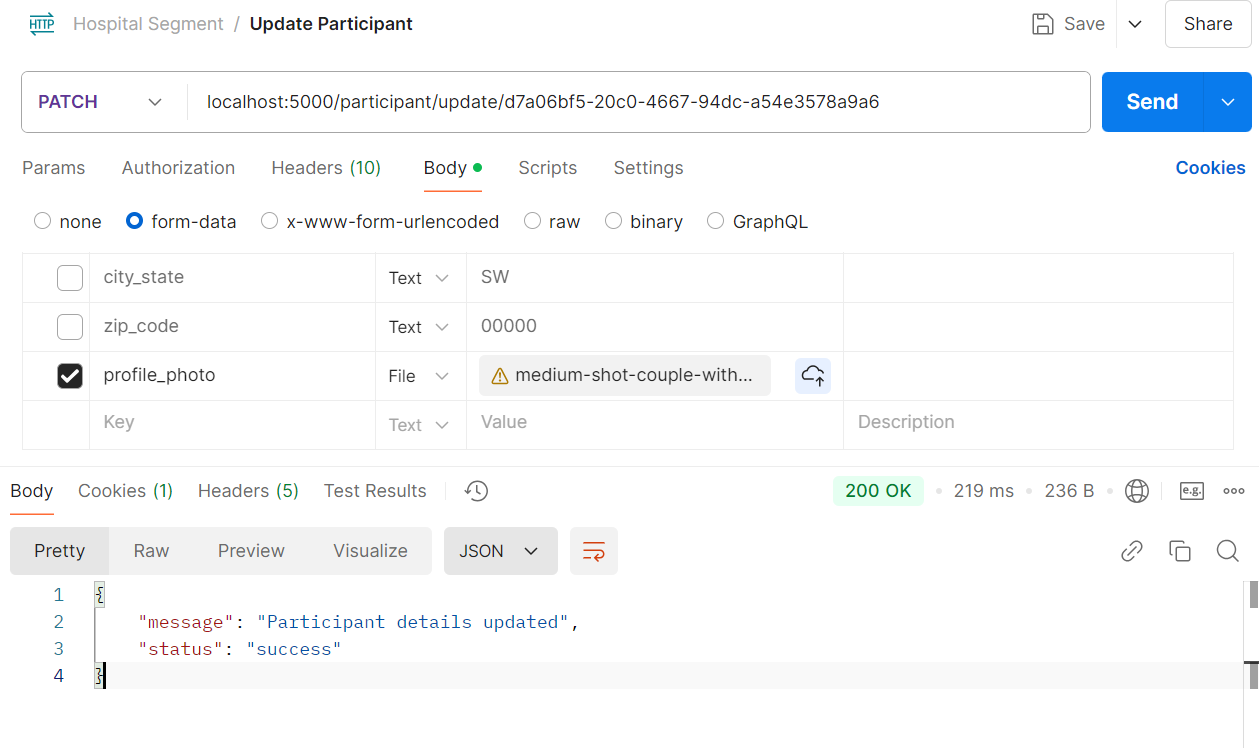 HTTP Hospital Segment / Update Participant Save Share
PATCH localhost:5000/participant/update/d7a06bf5-20c0-4667-94dc-a54e3578a9a6 Send
Params Authorization Headers (10) Body Scripts Settings Cookies
none form-data x-www-form-urlencoded raw binary GraphQL
city_state Text SW
zip_code Text 00000
profile_photo File medium-shot-couple-with...
Key Text Value Description
Body Cookies (1) Headers (5) Test Results 200 OK 219 ms 236 B e.g.
Pretty Raw Preview Visualize JSON
1 {
2 "message": "Participant details updated",
3 "status": "success"
4 }